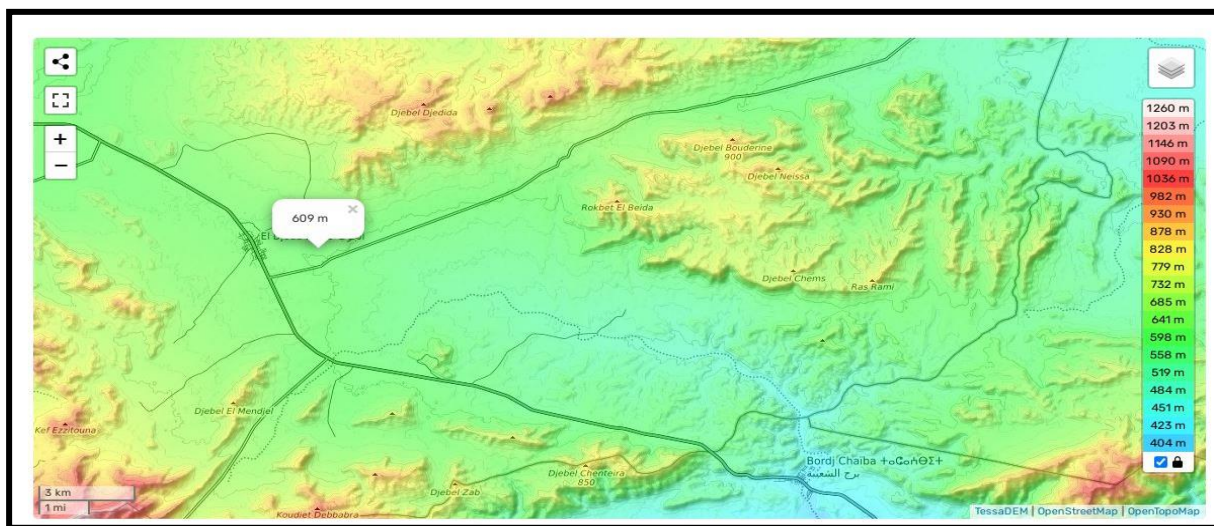 1260 m
1203 m
1146 m
1090 m
1036 m
982 m
930 m
878 m
828 m
779 m
732 m
685 m
641 m
598 m
558 m
519 m
484 m
451 m
423 m
404 m
+
−
Djebel Djedida
Djebel Bouderine
900
Djebel Neissa
Rokbet El Beida
609 m
×
Djebel Chems
Ras Rami
Djebel El Mendjel
Kef Ezzitouna
Djebel Chenteira
850
Djebel Zab
Koudiet Debbabra
Bordj Chaiba
برج الشعيبة
3 km
1 mi
TessaDEM | OpenStreetMap | OpenTopoMap